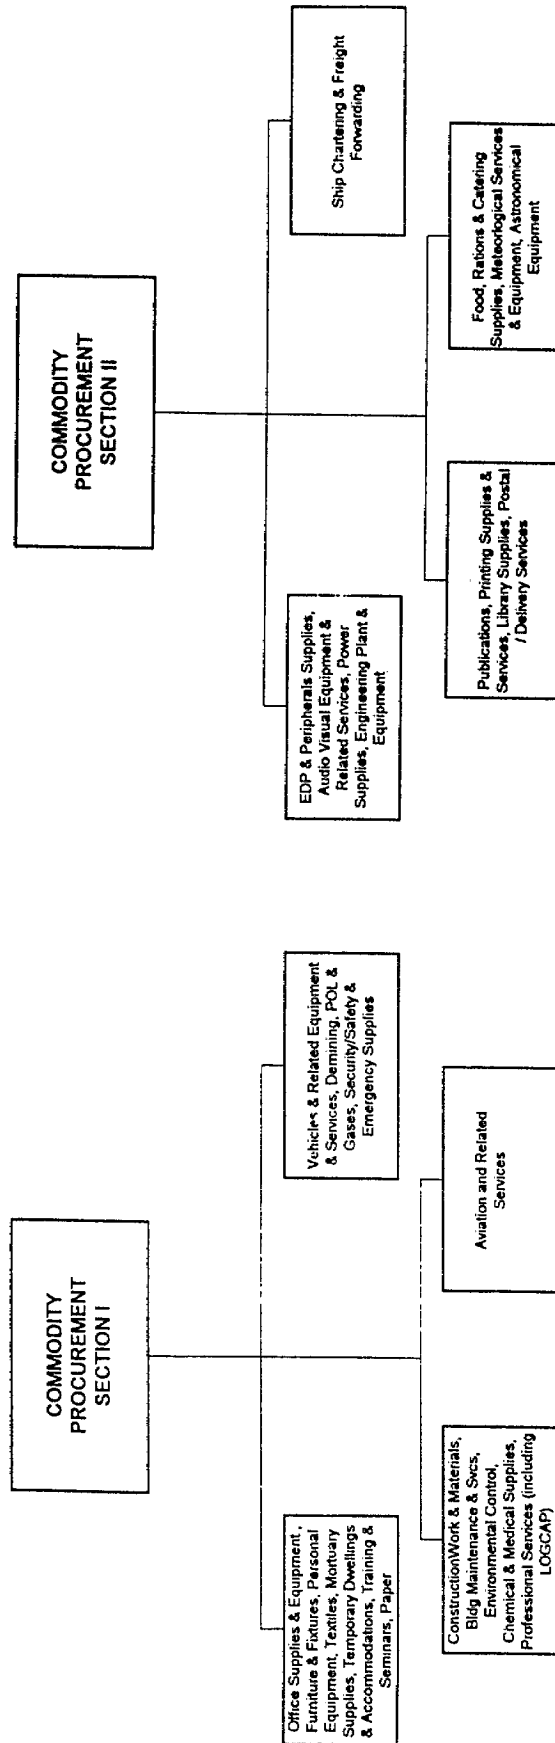 COMMODITY
PROCUREMENT
SECTION I
Office Supplies & Equipment ,
Furniture & Fixtures, Personal
Equipment, Textiles, Mortuary
Supplies, Temporary Dwellings
& Accommodations, Training &
Seminars, Paper
Vehicles & Related Equipment
& Services, Demining, POL &
Gases, Security/Safety &
Emergency Supplies
ConstructionWork & Materials,
Bldg Maintenance & Svcs,
Environmental Control,
Chemical & Medical Supplies,
Professional Services (including
LOGCAP)
Aviation and Related
Services
COMMODITY
PROCUREMENT
SECTION II
EDP & Peripherals Supplies,
Audio Visual Equipment &
Related Services, Power
Supplies, Engineering Plant &
Equipment
Ship Chartering & Freight
Forwarding
Publications, Printing Supplies &
Services, Library Supplies, Postal
/ Delivery Services
Food, Rations & Catering
Supplies, Meteorlogical Services
& Equipment, Astronomical
Equipment